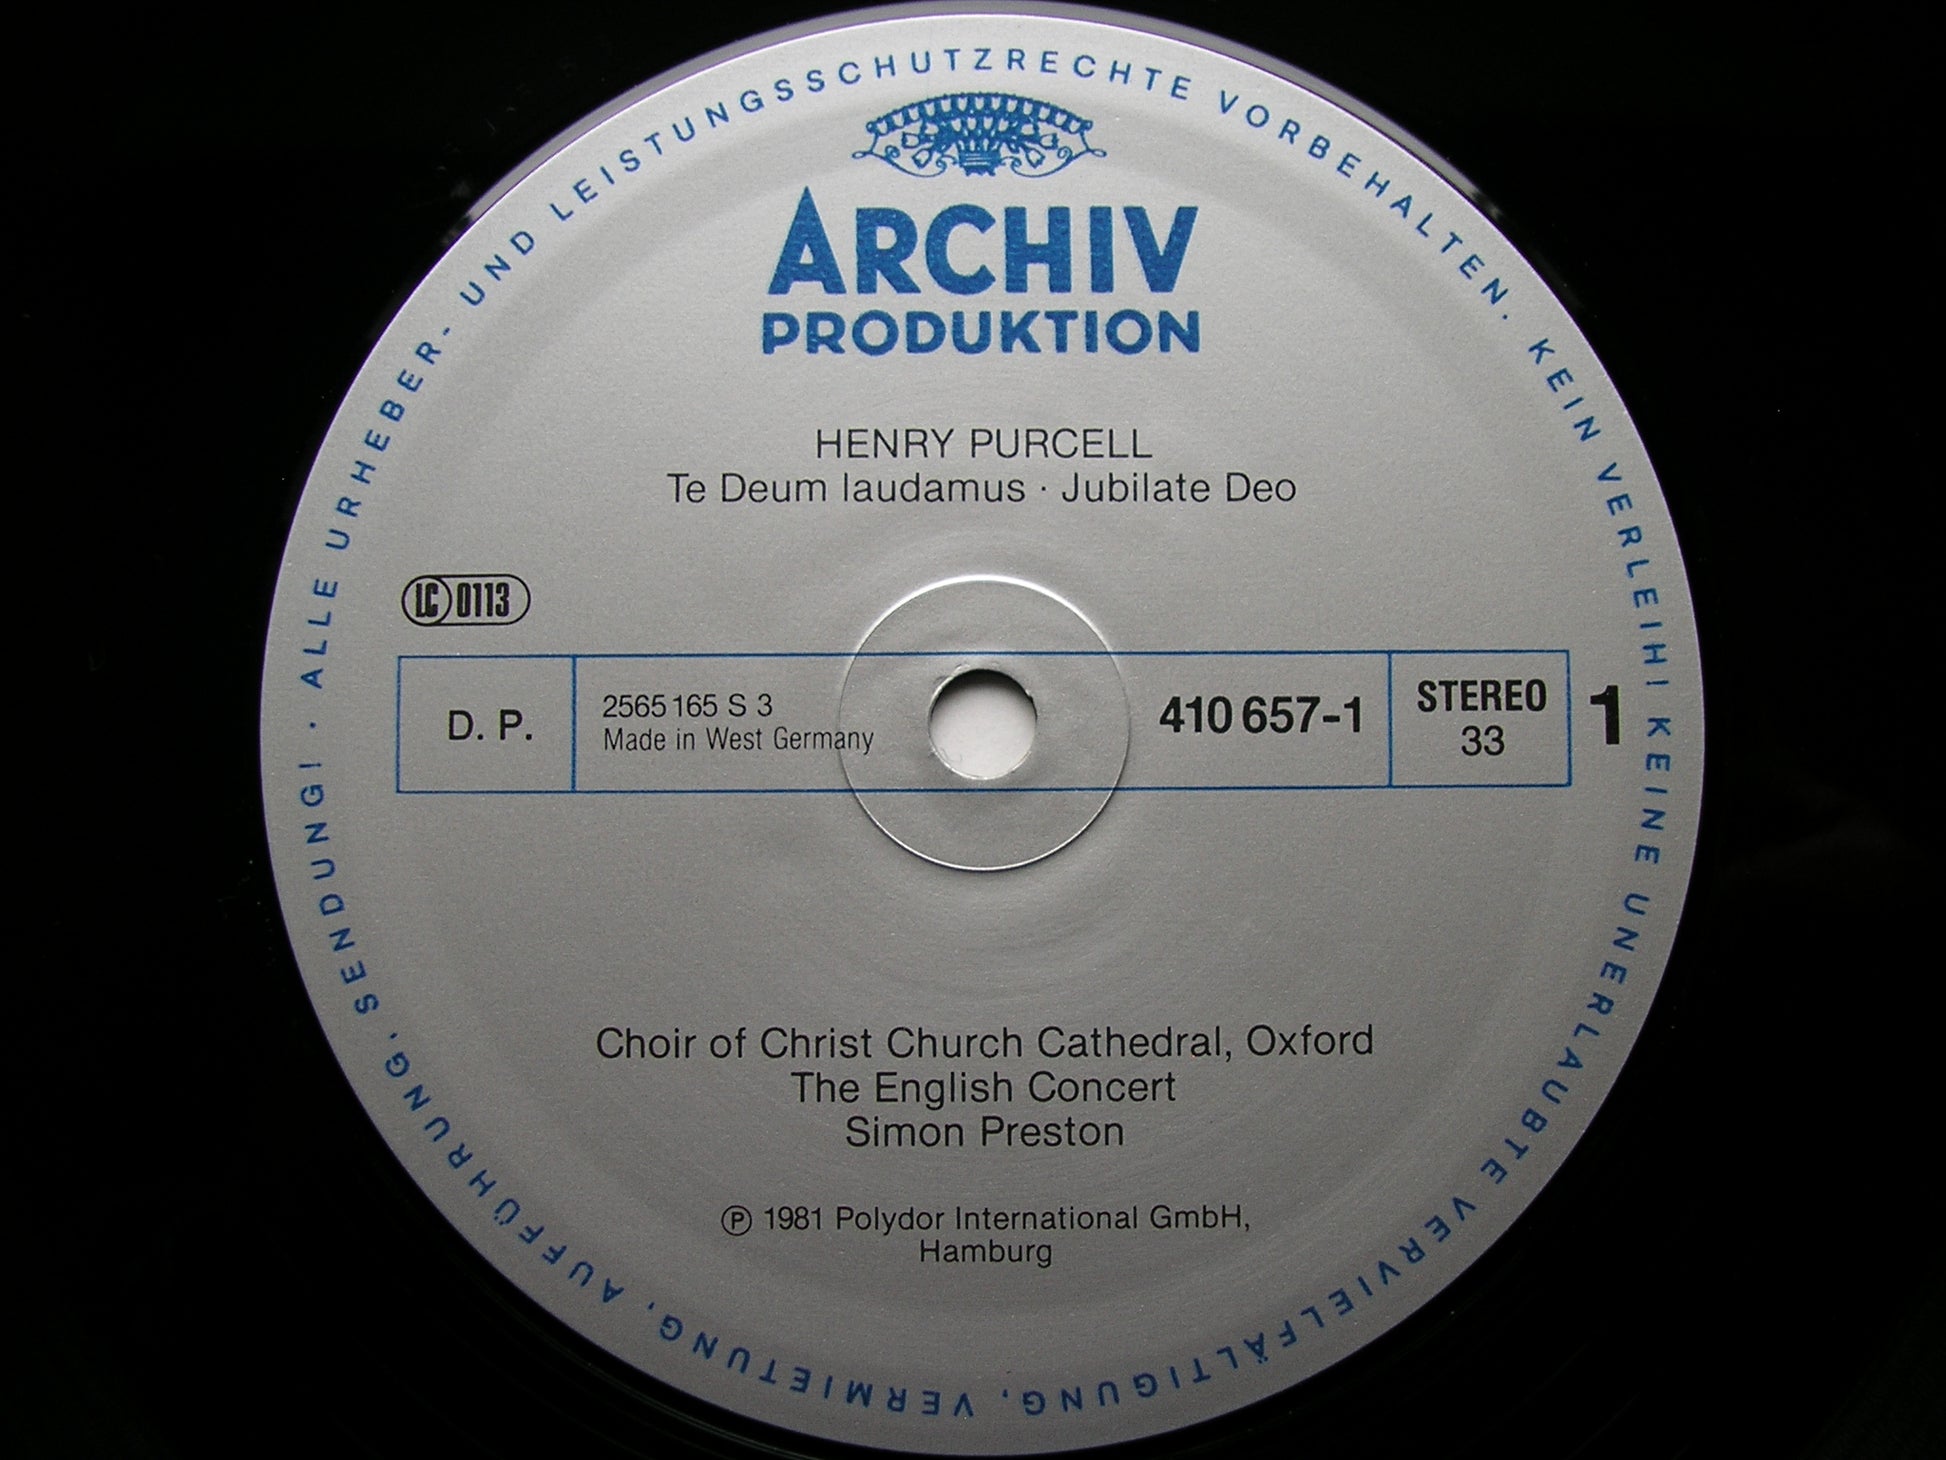 ALLE URHEBER- UND LEISTUNGSSCHUTZRECHTE VORBEHALTEN. KEIN VERLEIH! KEINE UNERLAUBTE VERVIELFÄLTIGUNG, VERMIETUNG, AUFFÜHRUNG, SENDUNG! ·
ARCHIV
PRODUKTION
HENRY PURCELL
Te Deum laudamus · Jubilate Deo
LC 0113
D. P.
2565 165 S 3
Made in West Germany
410 657-1
STEREO
33
1
Choir of Christ Church Cathedral, Oxford
The English Concert
Simon Preston
Ⓟ 1981 Polydor International GmbH,
Hamburg